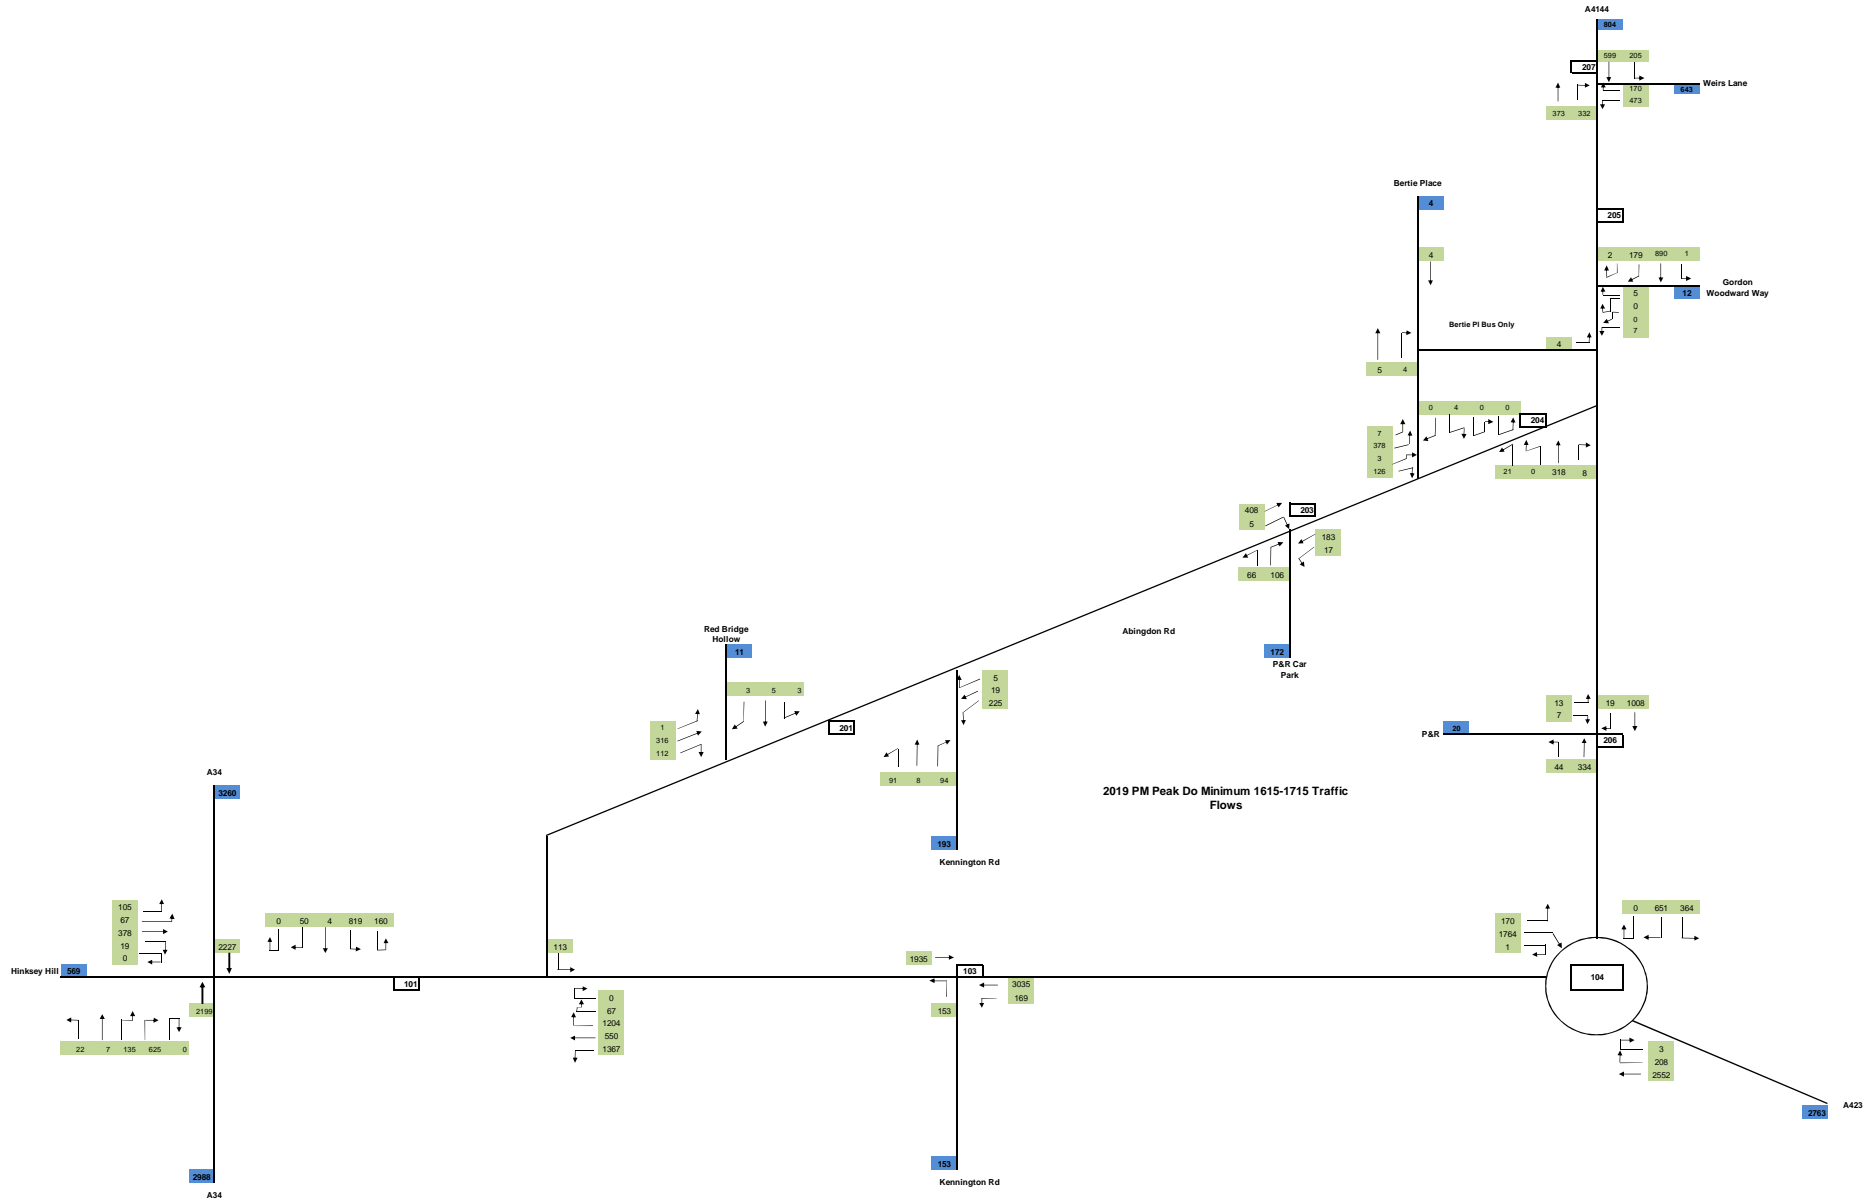 A4144
804
599 205
207
Weirs Lane
170
643
473
373 332
Bertie Place
4
205
4
2 179 890 1
Gordon
Woodward Way
5
12
0
0
7
Bertie Pl Bus Only
4
5 4
0 4 0 0
204
7
378
3
126
21 0 318 8
408
203
5
183
17
66 106
Abingdon Rd
172
P&R Car
Park
Red Bridge
Hollow
11
3 5 3
5
19
225
1
316
112
201
91 8 94
13
7
19 1008
P&R
20
206
44 334
2019 PM Peak Do Minimum 1615-1715 Traffic
Flows
A34
3260
193
Kennington Rd
105
67
378
19
0
0 50 4 819 160
2227
113
1935
170
1764
1
0 651 364
Hinksey Hill
569
101
103
104
3035
169
2199
153
0
67
1204
550
1367
22 7 135 625 0
3
208
2552
2763
A423
153
Kennington Rd
2988
A34